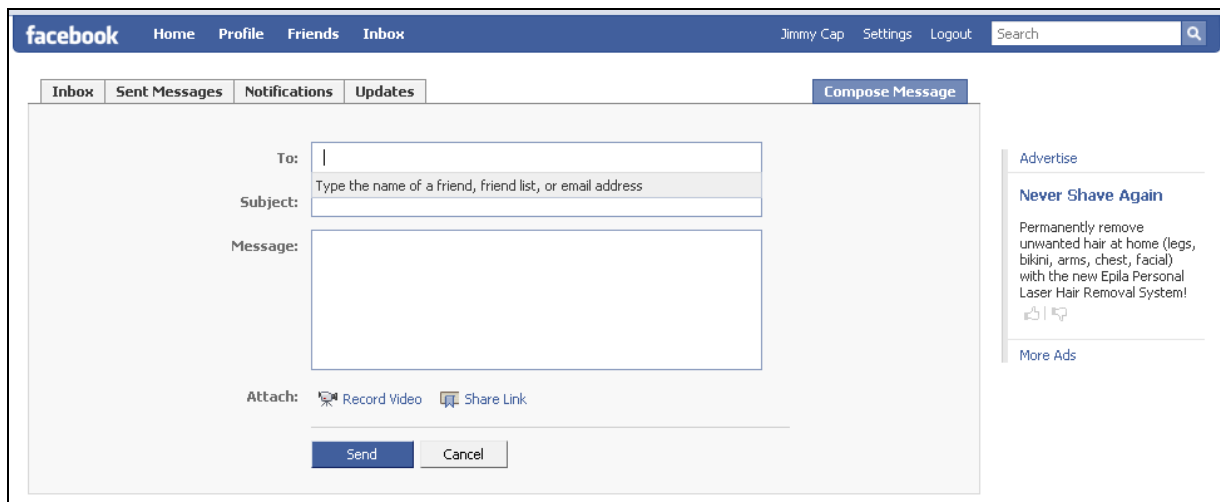 facebook Home Profile Friends Inbox Jimmy Cap Settings Logout Search
Inbox Sent Messages Notifications Updates Compose Message
To:
Type the name of a friend, friend list, or email address
Subject:
Message:
Attach: Record Video Share Link
Send Cancel
Advertise
Never Shave Again
Permanently remove
unwanted hair at home (legs,
bikini, arms, chest, facial)
with the new Epila Personal
Laser Hair Removal System!
More Ads